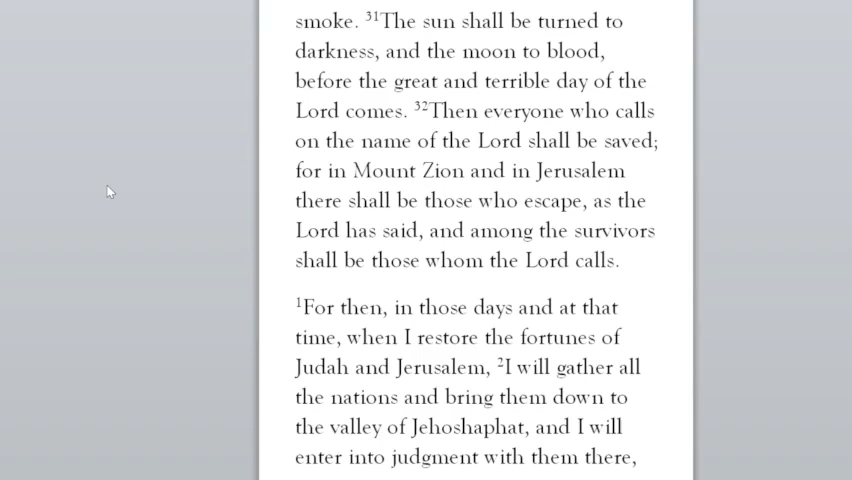 smoke. ³¹The sun shall be turned to
darkness, and the moon to blood,
before the great and terrible day of the
Lord comes. ³²Then everyone who calls
on the name of the Lord shall be saved;
for in Mount Zion and in Jerusalem
there shall be those who escape, as the
Lord has said, and among the survivors
shall be those whom the Lord calls.
¹For then, in those days and at that
time, when I restore the fortunes of
Judah and Jerusalem, ²I will gather all
the nations and bring them down to
the valley of Jehoshaphat, and I will
enter into judgment with them there,